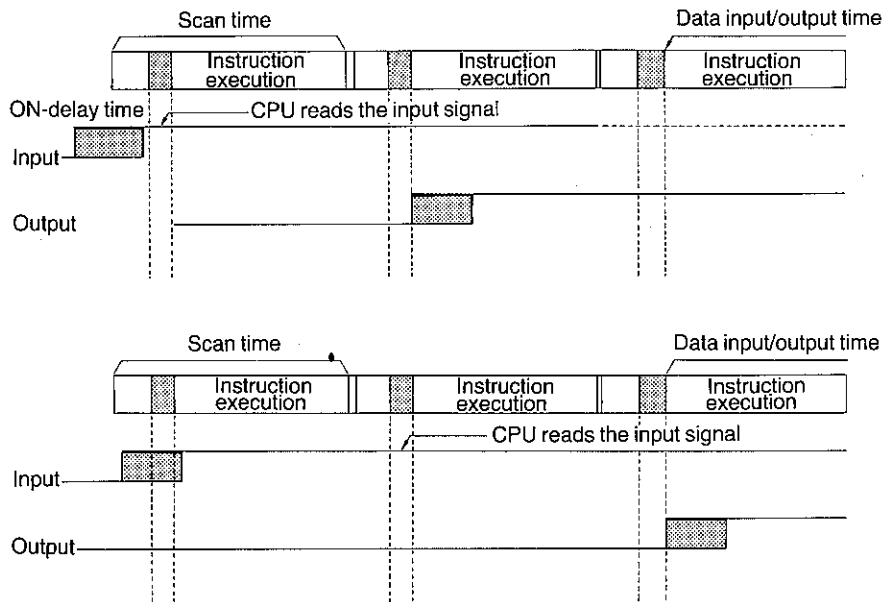 Scan time
Data input/output time
Instruction
execution
Instruction
execution
Instruction
execution
ON-delay time
CPU reads the input signal
Input
Output
Scan time
Data input/output time
Instruction
execution
Instruction
execution
Instruction
execution
CPU reads the input signal
Input
Output